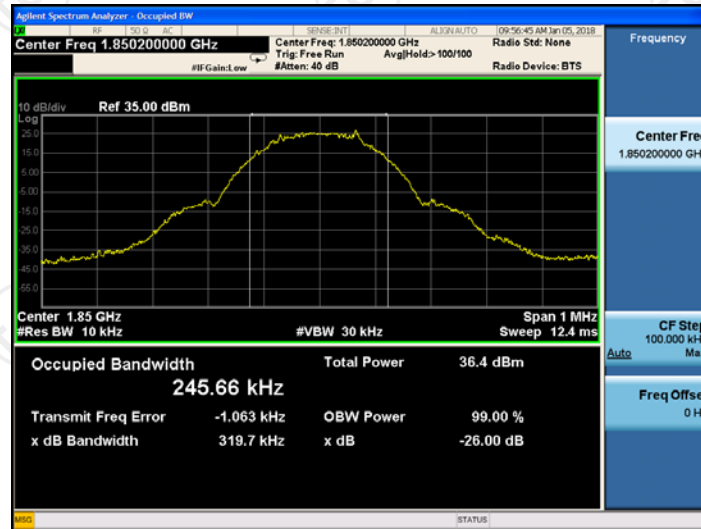 Agilent Spectrum Analyzer - Occupied BW
RF 50 Ω AC SENSE:INT ALIGN AUTO 09:56:45 AM Jan 05, 2018
Center Freq 1.850200000 GHz
Center Freq: 1.850200000 GHz
Radio Std: None
Trig: Free Run Avg|Hold:>100/100
#IFGain:Low #Atten: 40 dB Radio Device: BTS
10 dB/div Ref 35.00 dBm
Log
25.0
15.0
5.00
-5.00
-15.0
-25.0
-35.0
-45.0
-55.0
Center 1.85 GHz Span 1 MHz
#Res BW 10 kHz #VBW 30 kHz Sweep 12.4 ms
Occupied Bandwidth Total Power 36.4 dBm
245.66 kHz
Transmit Freq Error -1.063 kHz OBW Power 99.00 %
x dB Bandwidth 319.7 kHz x dB -26.00 dB
Frequency
Center Fre
1.850200000 GH
CF Step
100.000 kH
Auto Ma
Freq Offse
0 H
MSG STATUS